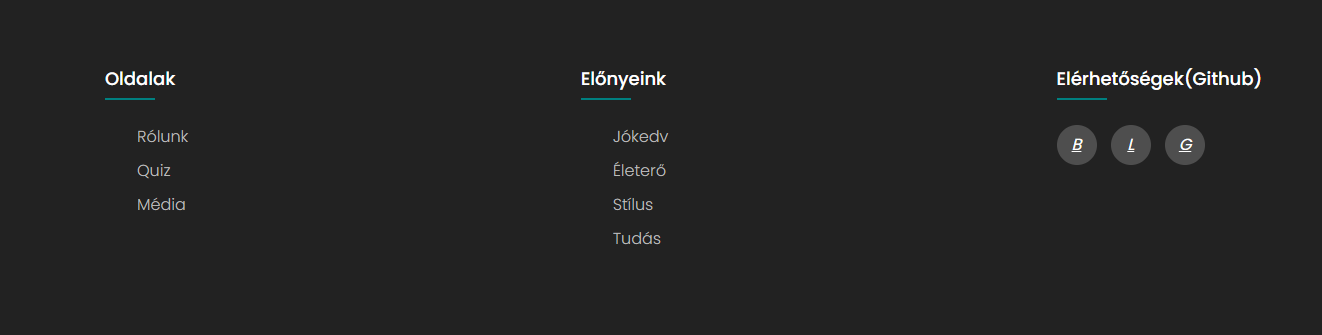 Oldalak
Rólunk
Quiz
Média
Előnyeink
Jókedv
Életerő
Stílus
Tudás
Elérhetőségek(Github)
B L G